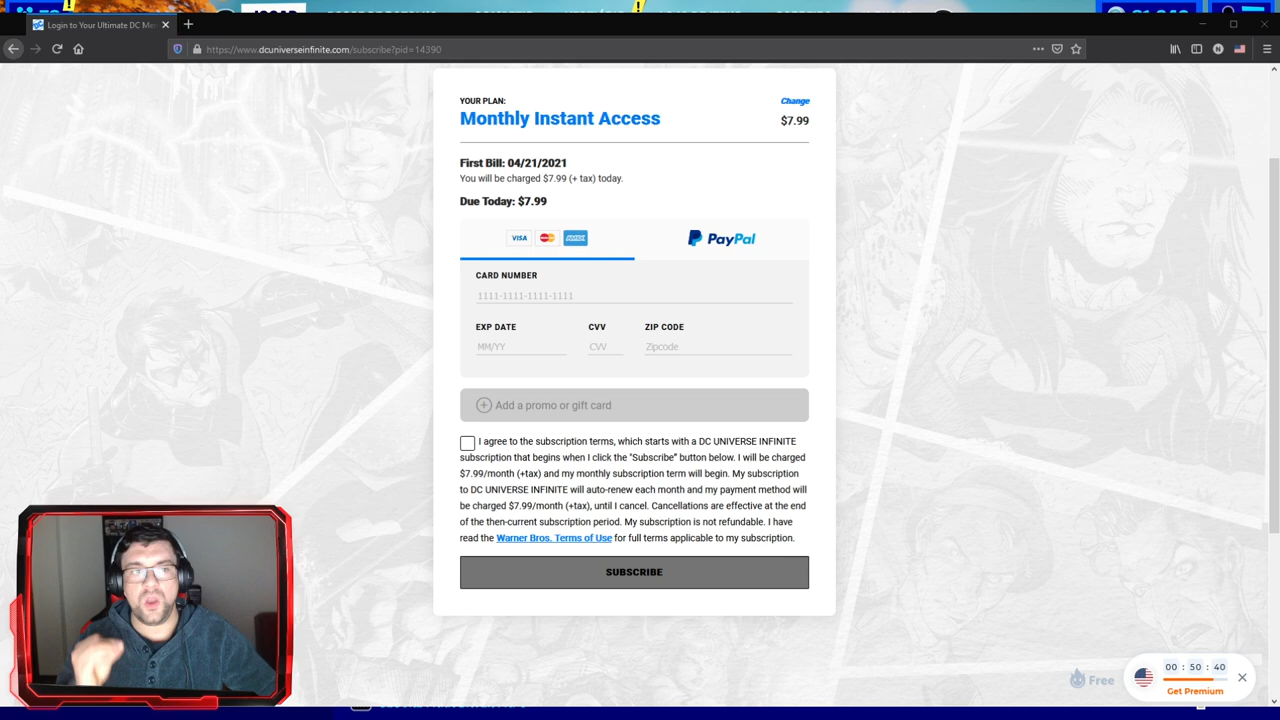 Login to Your Ultimate DC Me
https://www.dcuniverseinfinite.com/subscribe?pid=14390
YOUR PLAN:
Change
Monthly Instant Access
$7.99
First Bill: 04/21/2021
You will be charged $7.99 (+ tax) today.
Due Today: $7.99
VISA
PayPal
CARD NUMBER
1111-1111-1111-1111
EXP DATE
CVV
ZIP CODE
MM/YY
CVV
Zipcode
Add a promo or gift card
I agree to the subscription terms, which starts with a DC UNIVERSE INFINITE
subscription that begins when I click the "Subscribe" button below. I will be charged
$7.99/month (+tax) and my monthly subscription term will begin. My subscription
to DC UNIVERSE INFINITE will auto-renew each month and my payment method will
be charged $7.99/month (+tax), until I cancel. Cancellations are effective at the end
of the then-current subscription period. My subscription is not refundable. I have
read the Warner Bros. Terms of Use for full terms applicable to my subscription.
SUBSCRIBE
Free
00 : 50 : 40
Get Premium